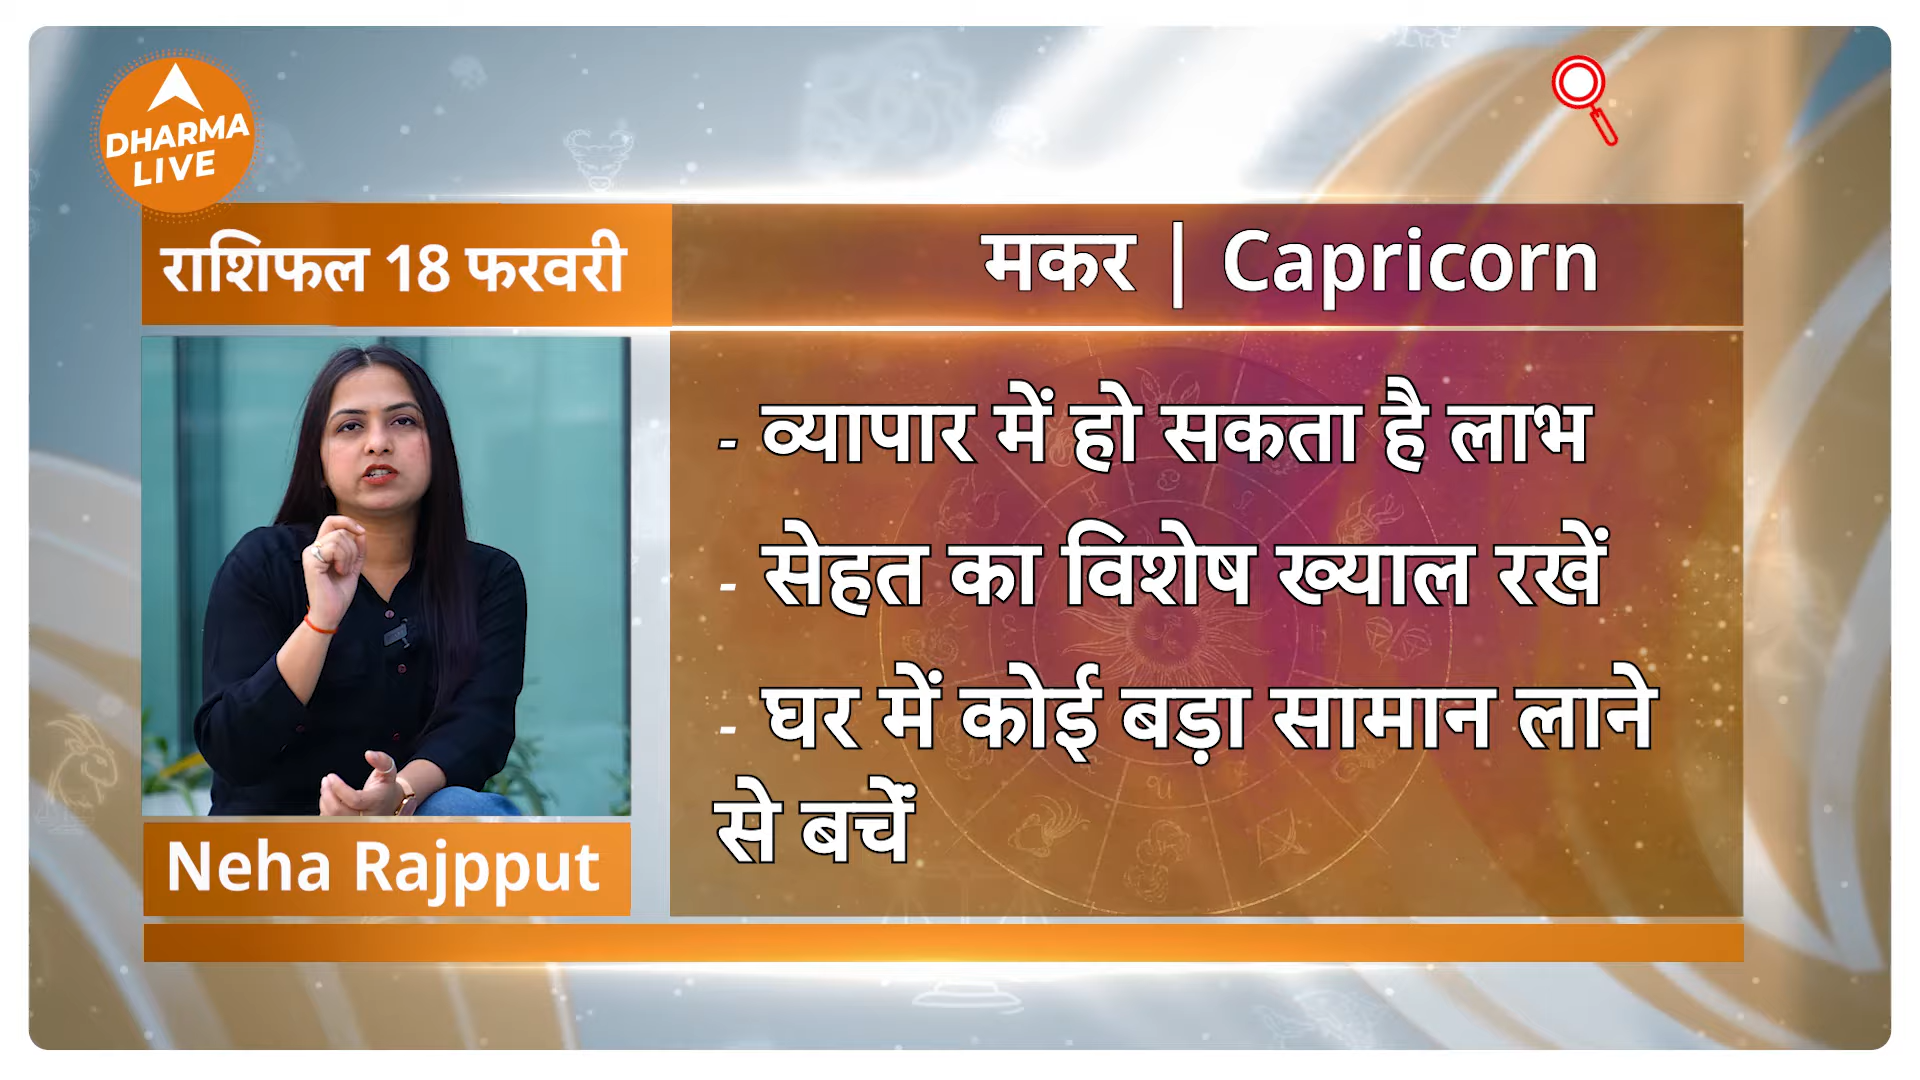 DHARMA
LIVE
राशिफल 18 फरवरी
मकर | Capricorn
- व्यापार में हो सकता है लाभ
- सेहत का विशेष ख्याल रखें
- घर में कोई बड़ा सामान लाने
से बचें
Neha Rajpput